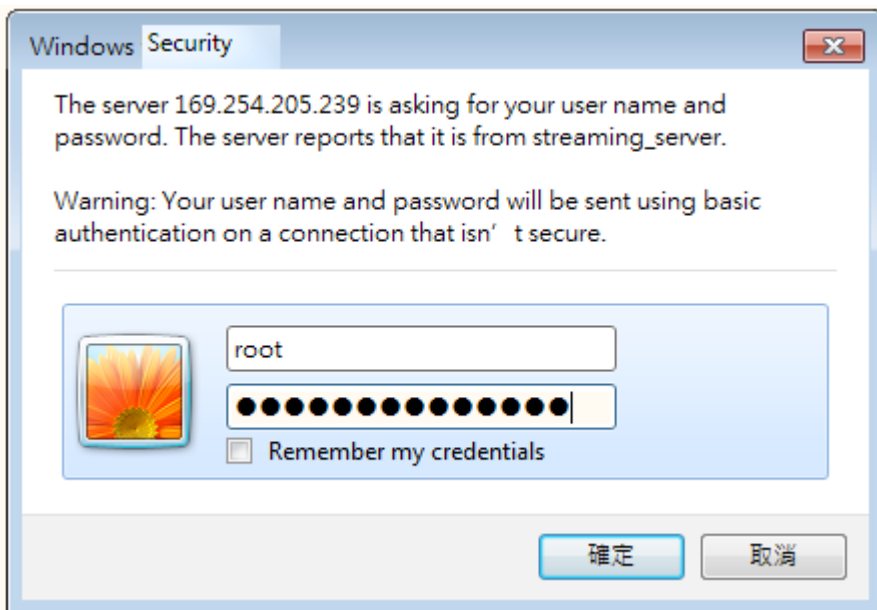 Windows Security
The server 169.254.205.239 is asking for your user name and
password. The server reports that it is from streaming_server.
Warning: Your user name and password will be sent using basic
authentication on a connection that isn’ t secure.
root
●●●●●●●●●●●●●●
Remember my credentials
確定 取消